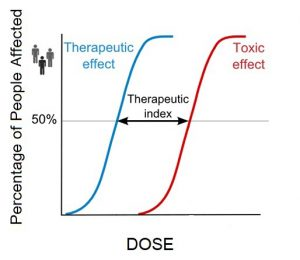 Percentage of People Affected
Therapeutic
effect
Toxic
effect
Therapeutic
index
50%
DOSE